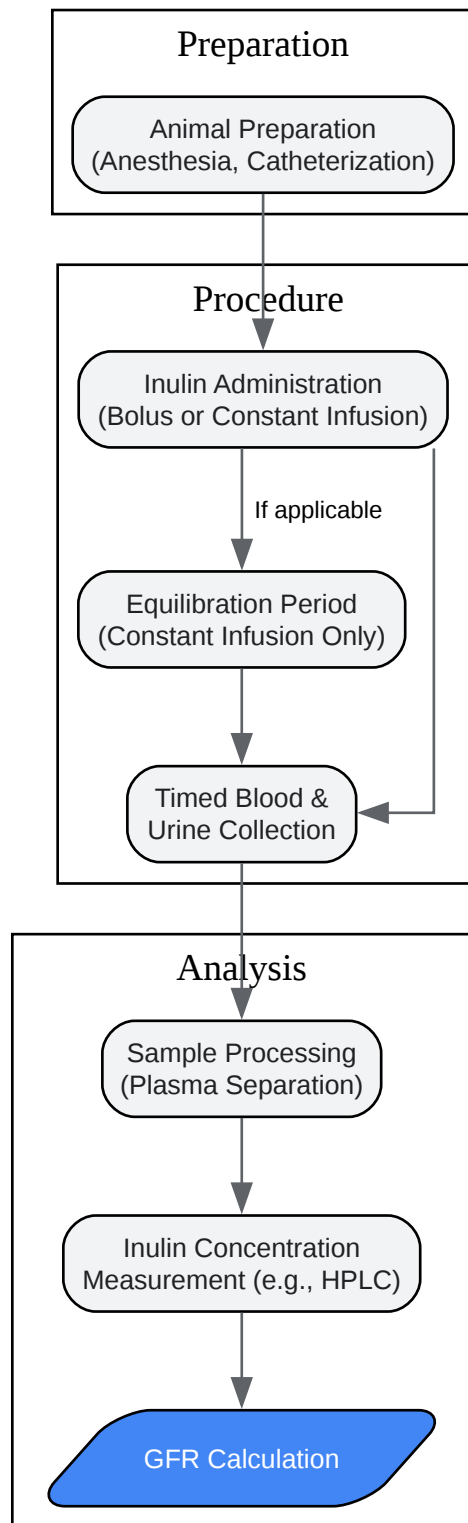 Preparation
Animal Preparation
(Anesthesia, Catheterization)
Procedure
Inulin Administration
(Bolus or Constant Infusion)
If applicable
Equilibration Period
(Constant Infusion Only)
Timed Blood &
Urine Collection
Analysis
Sample Processing
(Plasma Separation)
Inulin Concentration
Measurement (e.g., HPLC)
GFR Calculation